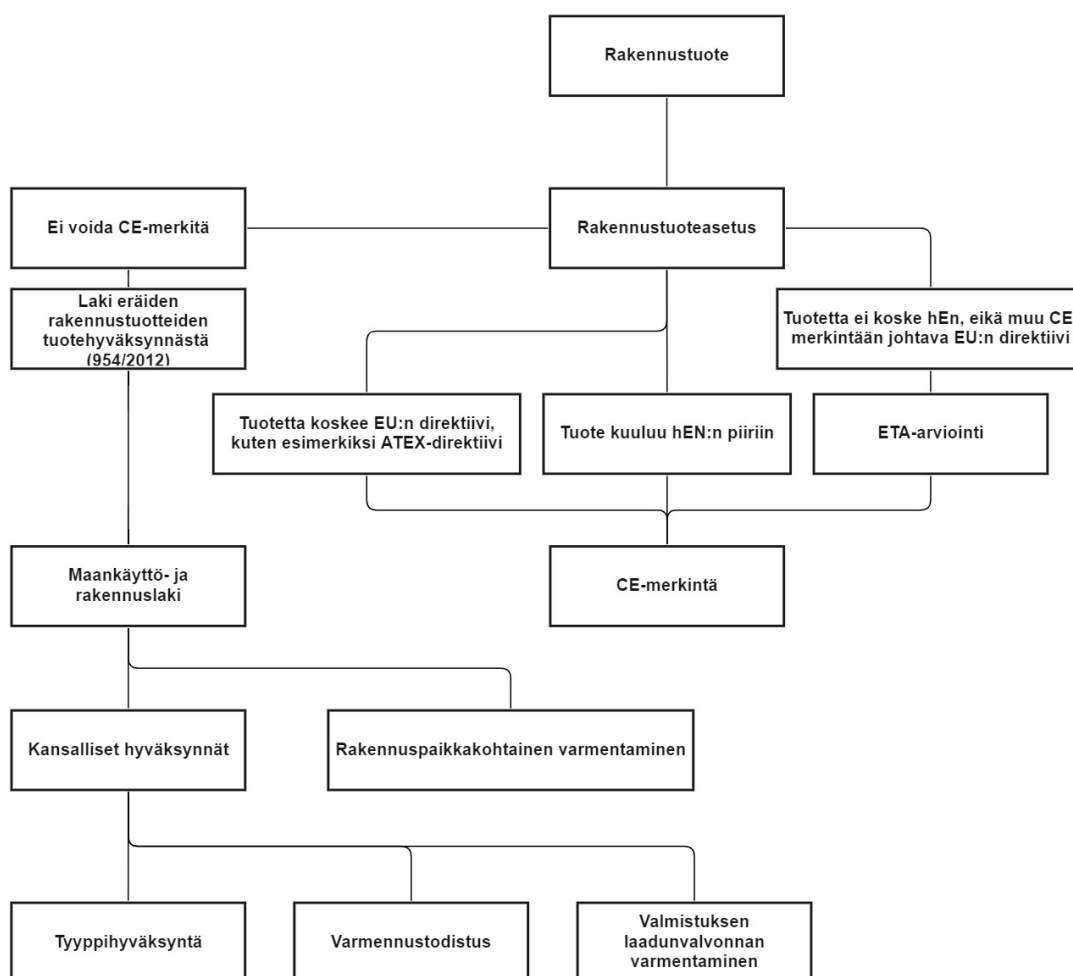 Rakennustuote
Ei voida CE-merkitä
Rakennustuoteasetus
Laki eräiden
rakennustuotteiden
tuotehyväksynnästä
(954/2012)
Tuotetta ei koske hEn, eikä muu CE
merkintään johtava EU:n direktiivi
Tuotetta koskee EU:n direktiivi,
kuten esimerkiksi ATEX-direktiivi
Tuote kuuluu hEN:n piiriin
ETA-arviointi
Maankäyttö- ja
rakennuslaki
CE-merkintä
Kansalliset hyväksynnät
Rakennuspaikkakohtainen varmentaminen
Tyyppihyväksyntä
Varmennustodistus
Valmistuksen
laadunvalvonnan
varmentaminen